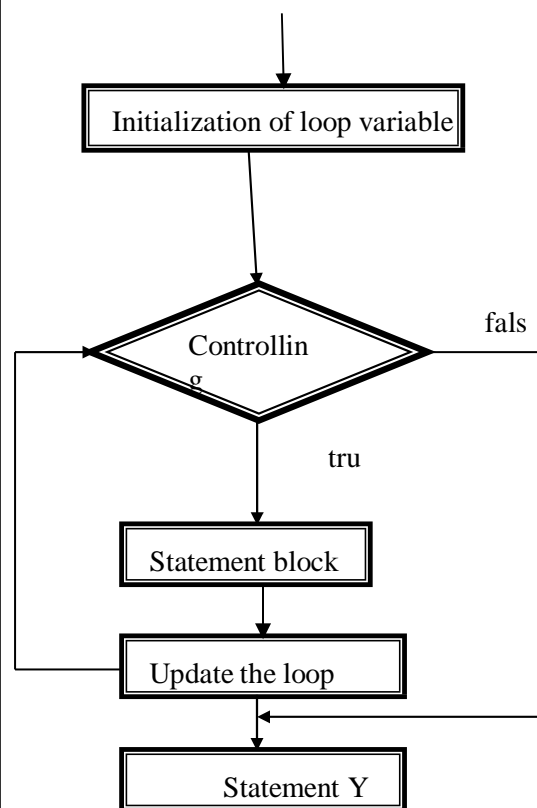 Initialization of loop variable
fals
Controllin
g
tru
Statement block
Update the loop
Statement Y